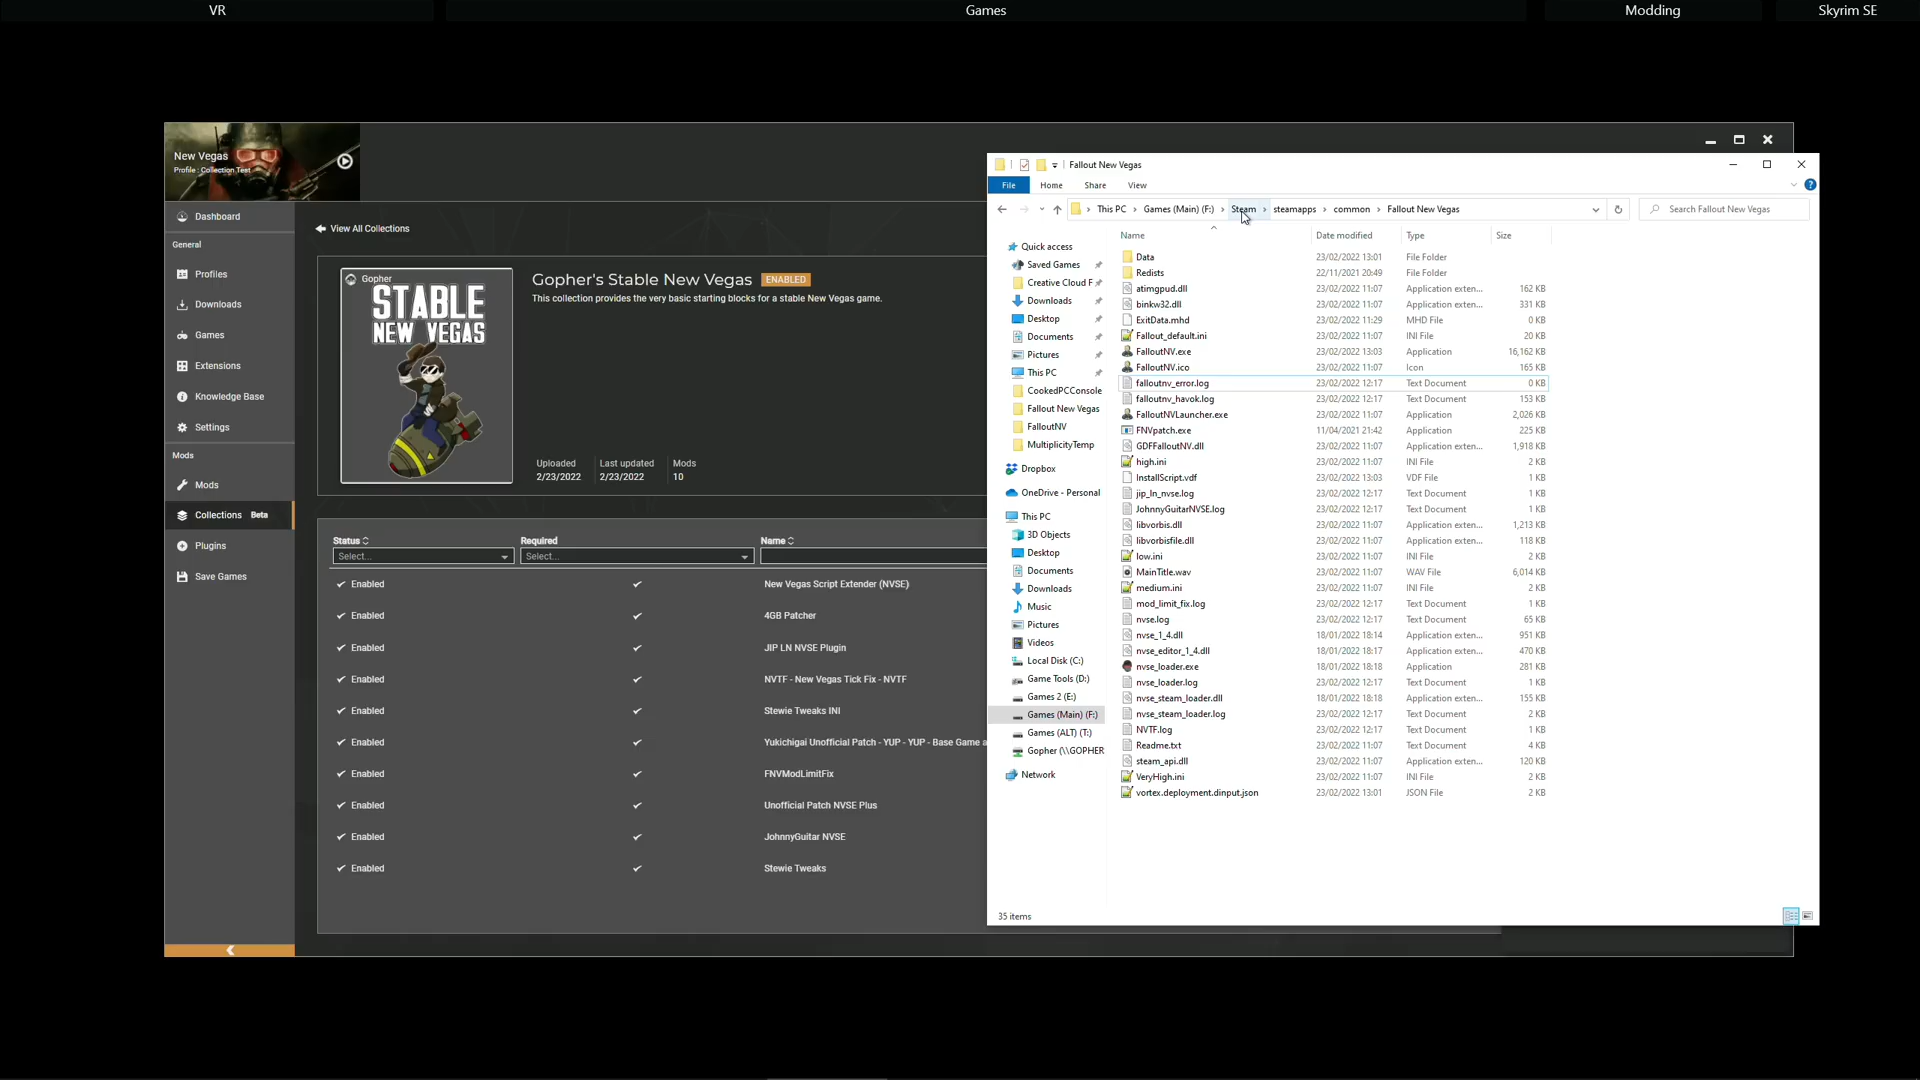 VR
Games
Modding
Skyrim SE
New Vegas
Profile : Collection Test
Dashboard
General
Profiles
Downloads
Games
Extensions
Knowledge Base
Settings
Mods
Mods
Collections Beta
Plugins
Save Games
View All Collections
Gopher
STABLE
NEW VEGAS
Gopher's Stable New Vegas ENABLED
This collection provides the very basic starting blocks for a stable New Vegas game.
Uploaded Last updated Mods
2/23/2022 2/23/2022 10
Status Required Name
Select... Select...
Enabled New Vegas Script Extender (NVSE)
Enabled 4GB Patcher
Enabled JIP LN NVSE Plugin
Enabled NVTF - New Vegas Tick Fix - NVTF
Enabled Stewie Tweaks INI
Enabled Yukichigai Unofficial Patch - YUP - YUP - Base Game a
Enabled FNVModLimitFix
Enabled Unofficial Patch NVSE Plus
Enabled JohnnyGuitar NVSE
Enabled Stewie Tweaks
Fallout New Vegas
File Home Share View
This PC > Games (Main) (F:) > Steam > steamapps > common > Fallout New Vegas
Search Fallout New Vegas
Quick access
Saved Games
Creative Cloud F
Downloads
Desktop
Documents
Pictures
This PC
CookedPCConsole
Fallout New Vegas
FalloutNV
MultiplicityTemp
Dropbox
OneDrive - Personal
This PC
3D Objects
Desktop
Documents
Downloads
Music
Pictures
Videos
Local Disk (C:)
Game Tools (D:)
Games 2 (E:)
Games (Main) (F:)
Games (ALT) (T:)
Gopher (\\GOPHER
Network
Name Date modified Type Size
Data 23/02/2022 13:01 File Folder
Redists 22/11/2021 20:49 File Folder
atimgpud.dll 23/02/2022 11:07 Application exten... 162 KB
binkw32.dll 23/02/2022 11:07 Application exten... 331 KB
ExitData.mhd 23/02/2022 11:29 MHD File 0 KB
Fallout_default.ini 23/02/2022 11:07 INI File 20 KB
FalloutNV.exe 23/02/2022 13:03 Application 16,162 KB
FalloutNV.ico 23/02/2022 11:07 Icon 165 KB
falloutnv_error.log 23/02/2022 12:17 Text Document 0 KB
falloutnv_havok.log 23/02/2022 12:17 Text Document 153 KB
FalloutNVLauncher.exe 23/02/2022 11:07 Application 2,026 KB
FNVpatch.exe 11/04/2021 21:42 Application 225 KB
GDFFalloutNV.dll 23/02/2022 11:07 Application exten... 1,918 KB
high.ini 23/02/2022 11:07 INI File 2 KB
InstallScript.vdf 23/02/2022 13:03 VDF File 1 KB
jip_ln_nvse.log 23/02/2022 12:17 Text Document 1 KB
JohnnyGuitarNVSE.log 23/02/2022 12:17 Text Document 1 KB
libvorbis.dll 23/02/2022 11:07 Application exten... 1,213 KB
libvorbisfile.dll 23/02/2022 11:07 Application exten... 118 KB
low.ini 23/02/2022 11:07 INI File 2 KB
MainTitle.wav 23/02/2022 11:07 WAV File 6,014 KB
medium.ini 23/02/2022 11:07 INI File 2 KB
mod_limit_fix.log 23/02/2022 12:17 Text Document 1 KB
nvse.log 23/02/2022 12:17 Text Document 65 KB
nvse_1_4.dll 18/01/2022 18:14 Application exten... 951 KB
nvse_editor_1_4.dll 18/01/2022 18:17 Application exten... 470 KB
nvse_loader.exe 18/01/2022 18:18 Application 281 KB
nvse_loader.log 23/02/2022 12:17 Text Document 1 KB
nvse_steam_loader.dll 18/01/2022 18:18 Application exten... 155 KB
nvse_steam_loader.log 23/02/2022 12:17 Text Document 2 KB
NVTF.log 23/02/2022 12:17 Text Document 1 KB
Readme.txt 23/02/2022 11:07 Text Document 4 KB
steam_api.dll 23/02/2022 11:07 Application exten... 120 KB
VeryHigh.ini 23/02/2022 11:07 INI File 2 KB
vortex.deployment.dinput.json 23/02/2022 13:01 JSON File 2 KB
35 items